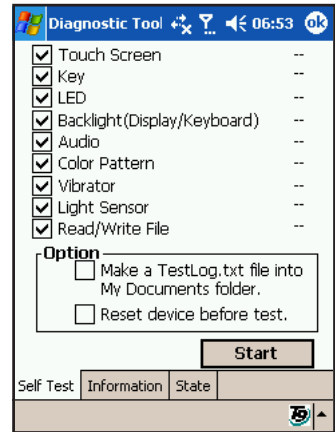 Diagnostic Tool 06:53 ok
Touch Screen --
Key --
LED --
Backlight(Display/Keyboard) --
Audio --
Color Pattern --
Vibrator --
Light Sensor --
Read/Write File --
Option
Make a TestLog.txt file into
My Documents folder.
Reset device before test.
Start
Self Test Information State
T9